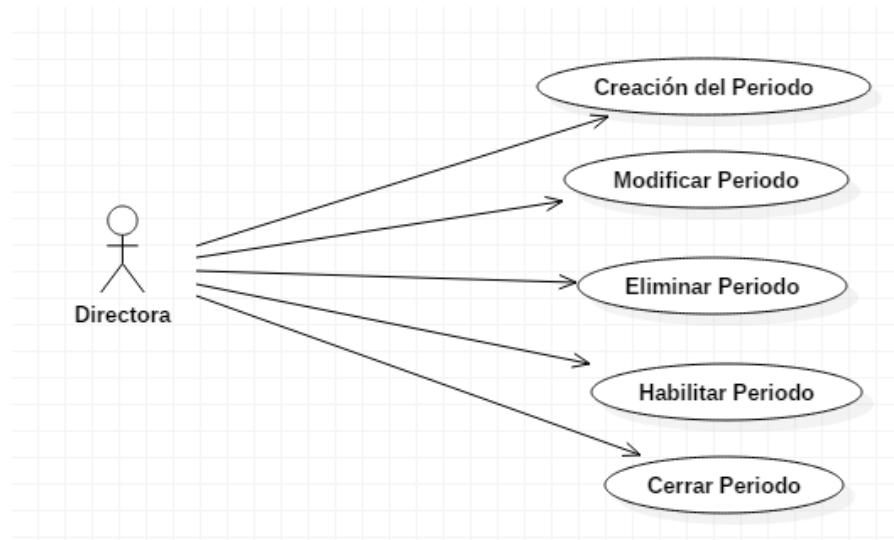 Creación del Periodo
Modificar Periodo
Eliminar Periodo
Directora
Habilitar Periodo
Cerrar Periodo